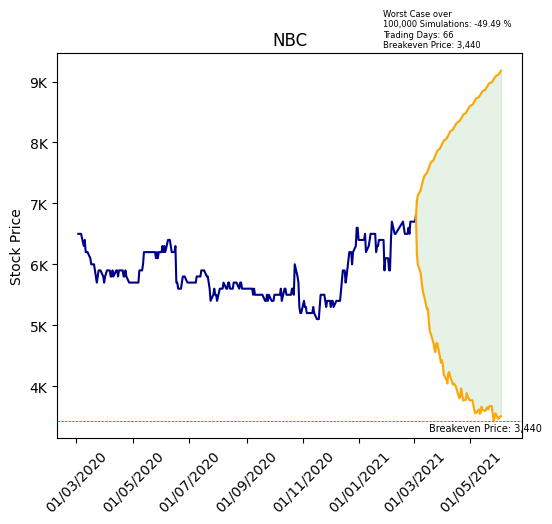 Worst Case over
100,000 Simulations: -49.49 %
Trading Days: 66
Breakeven Price: 3,440
NBC
9K
8K
7K
6K
5K
4K
Stock Price
Breakeven Price: 3,440
01/03/2020
01/05/2020
01/07/2020
01/09/2020
01/11/2020
01/01/2021
01/03/2021
01/05/2021